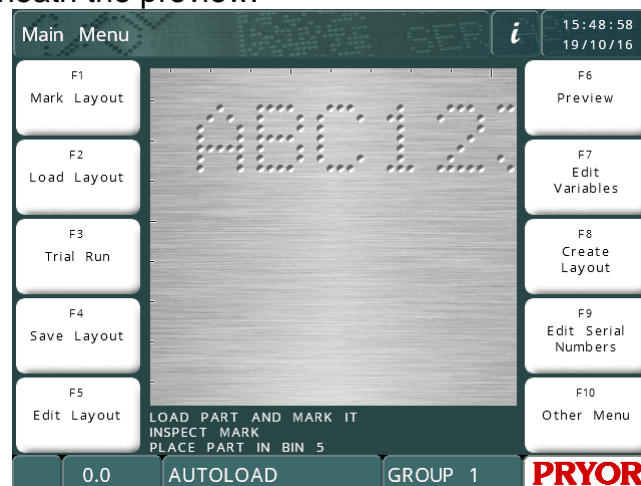 neath the preview.
Main Menu
i
15:48:58
19/10/16
F1
Mark Layout
F2
Load Layout
F3
Trial Run
F4
Save Layout
F5
Edit Layout
ABC12
F6
Preview
F7
Edit
Variables
F8
Create
Layout
F9
Edit Serial
Numbers
F10
Other Menu
LOAD PART AND MARK IT
INSPECT MARK
PLACE PART IN BIN 5
0.0
AUTOLOAD
GROUP 1
PRYOR